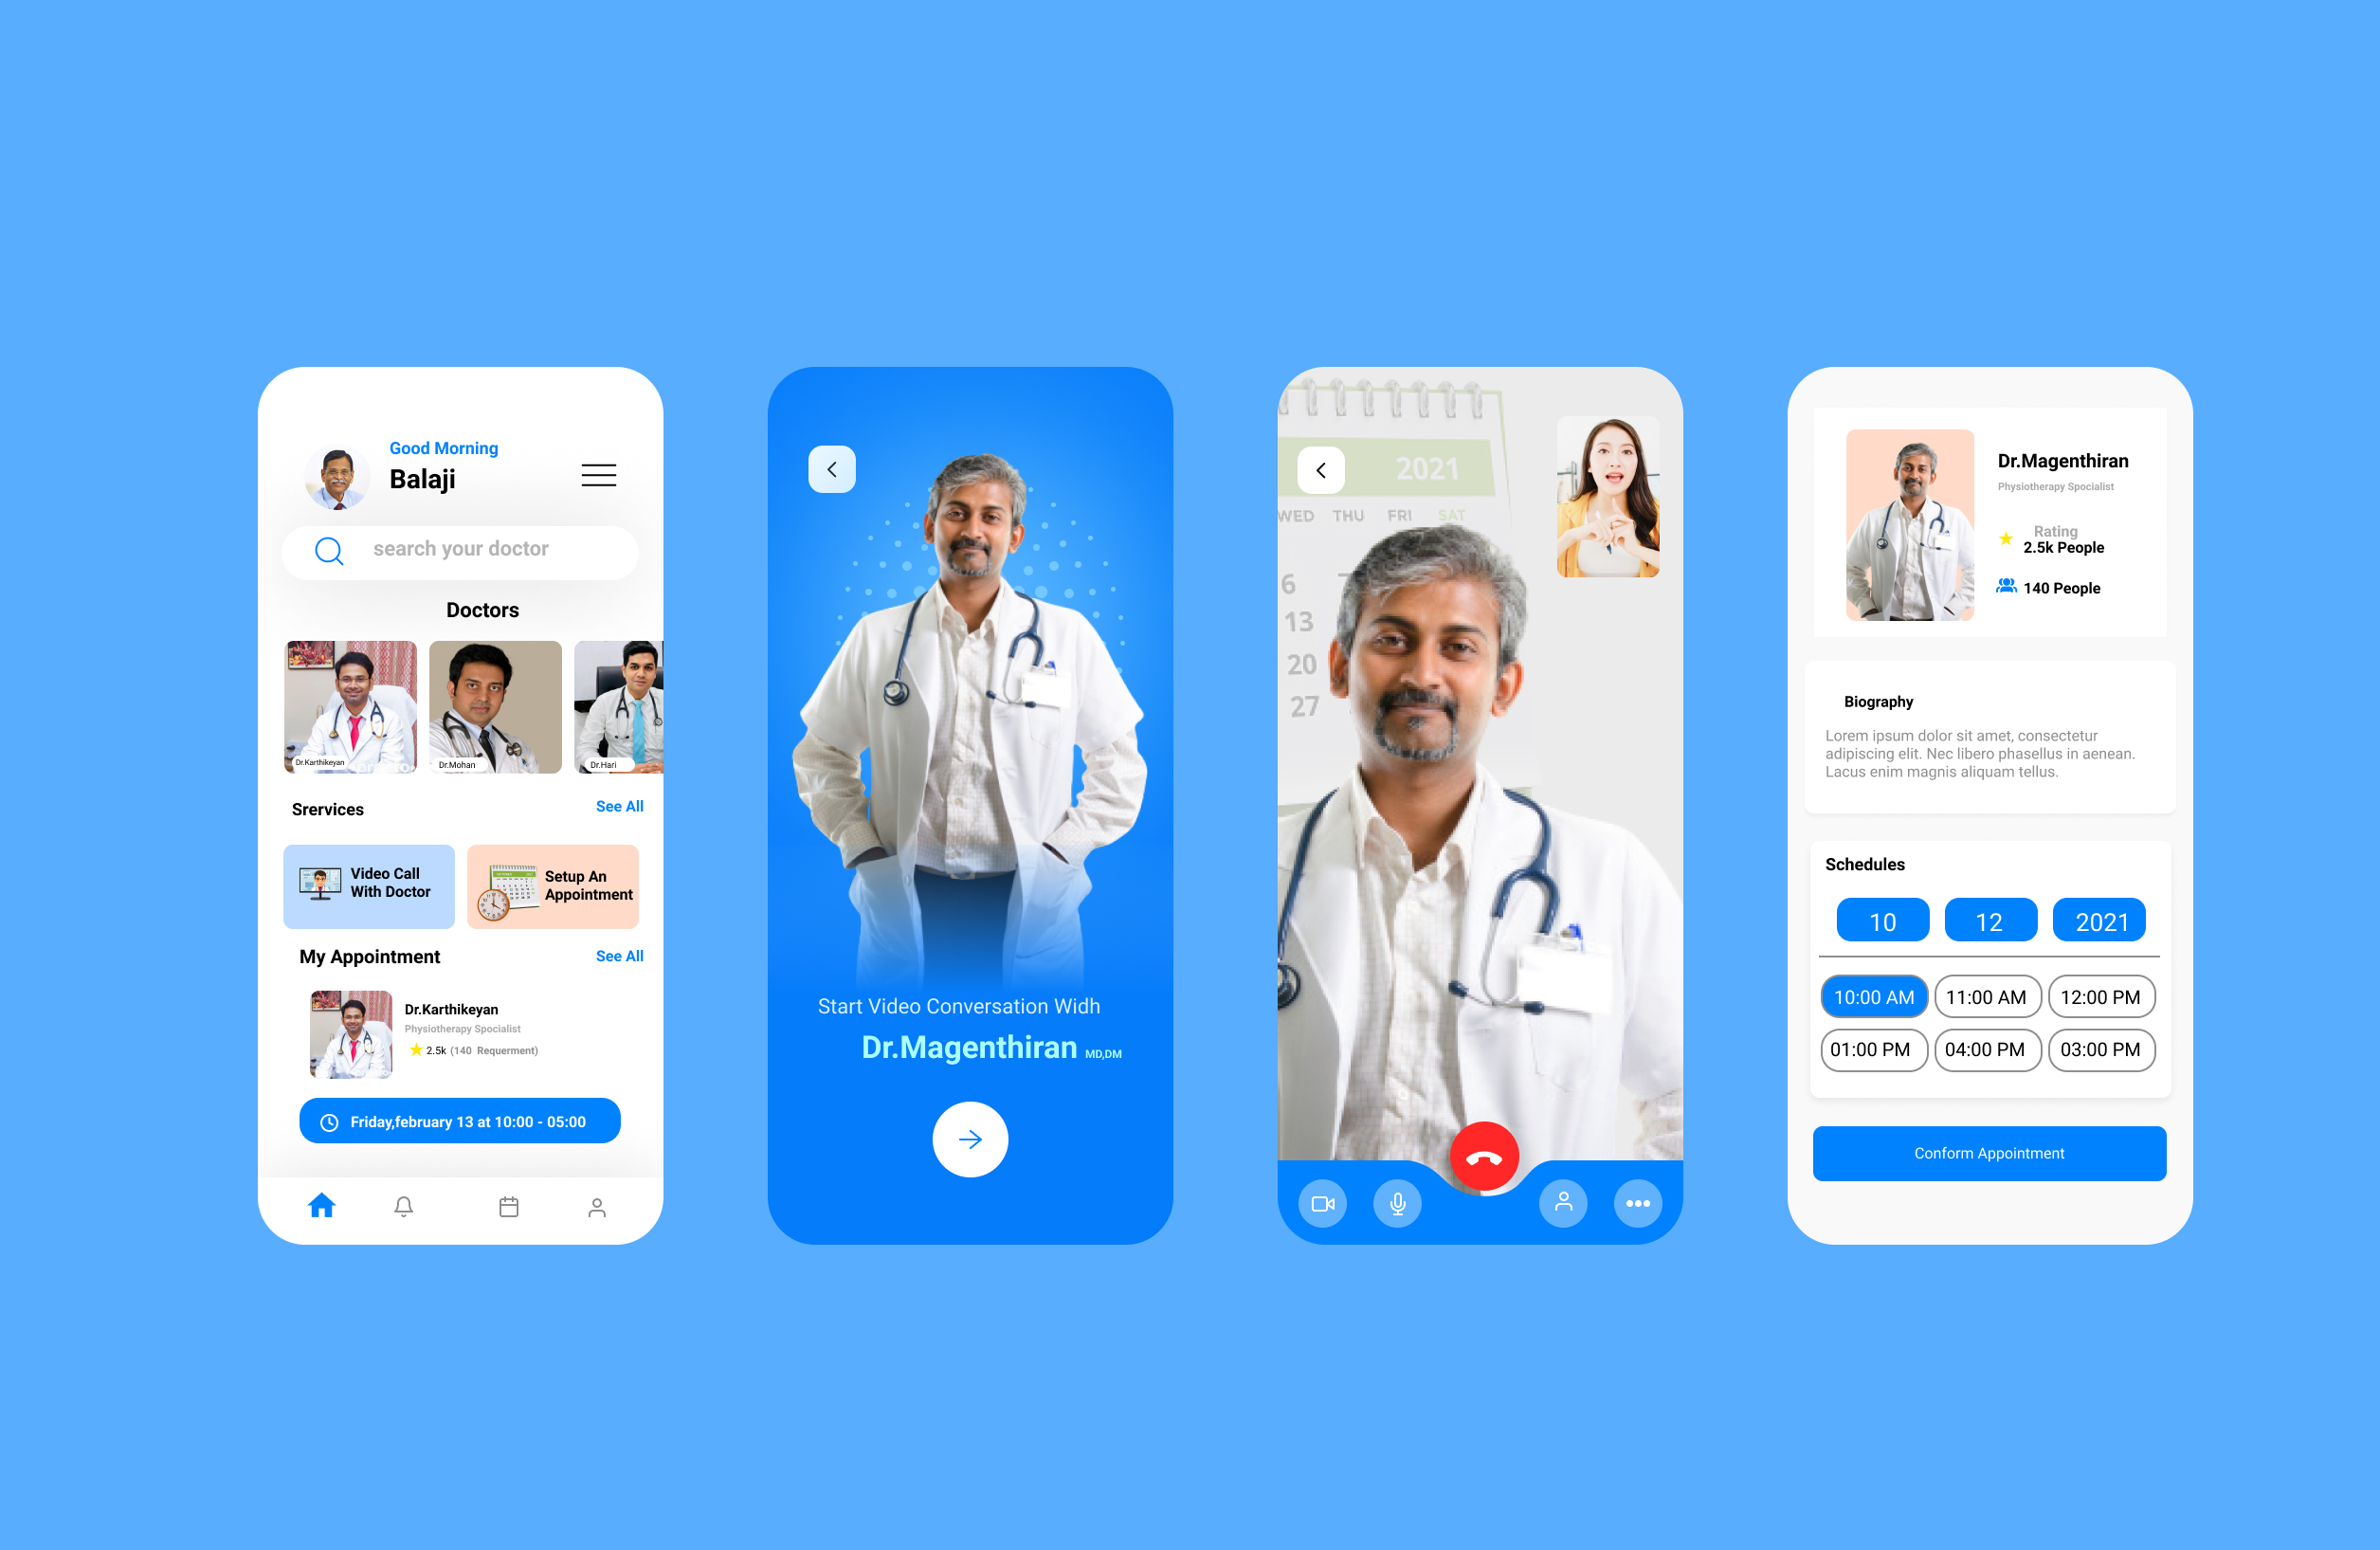 Good Morning
Balaji
search your doctor
Doctors
Dr.Karthikeyan
Dr.Mohan
Dr.Hari
Srervices
See All
Video Call
With Doctor
Setup An
Appointment
My Appointment
See All
Dr.Karthikeyan
Physiotherapy Spocialist
2.5k (140 Requerment)
Friday,february 13 at 10:00 - 05:00
Start Video Conversation Widh
Dr.Magenthiran MD,DM
2021
WED THU FRI SAT
6
13
20
27
Dr.Magenthiran
Physiotherapy Spocialist
Rating
2.5k People
140 People
Biography
Lorem ipsum dolor sit amet, consectetur
adipiscing elit. Nec libero phasellus in aenean.
Lacus enim magnis aliquam tellus.
Schedules
10 12 2021
10:00 AM 11:00 AM 12:00 PM
01:00 PM 04:00 PM 03:00 PM
Conform Appointment